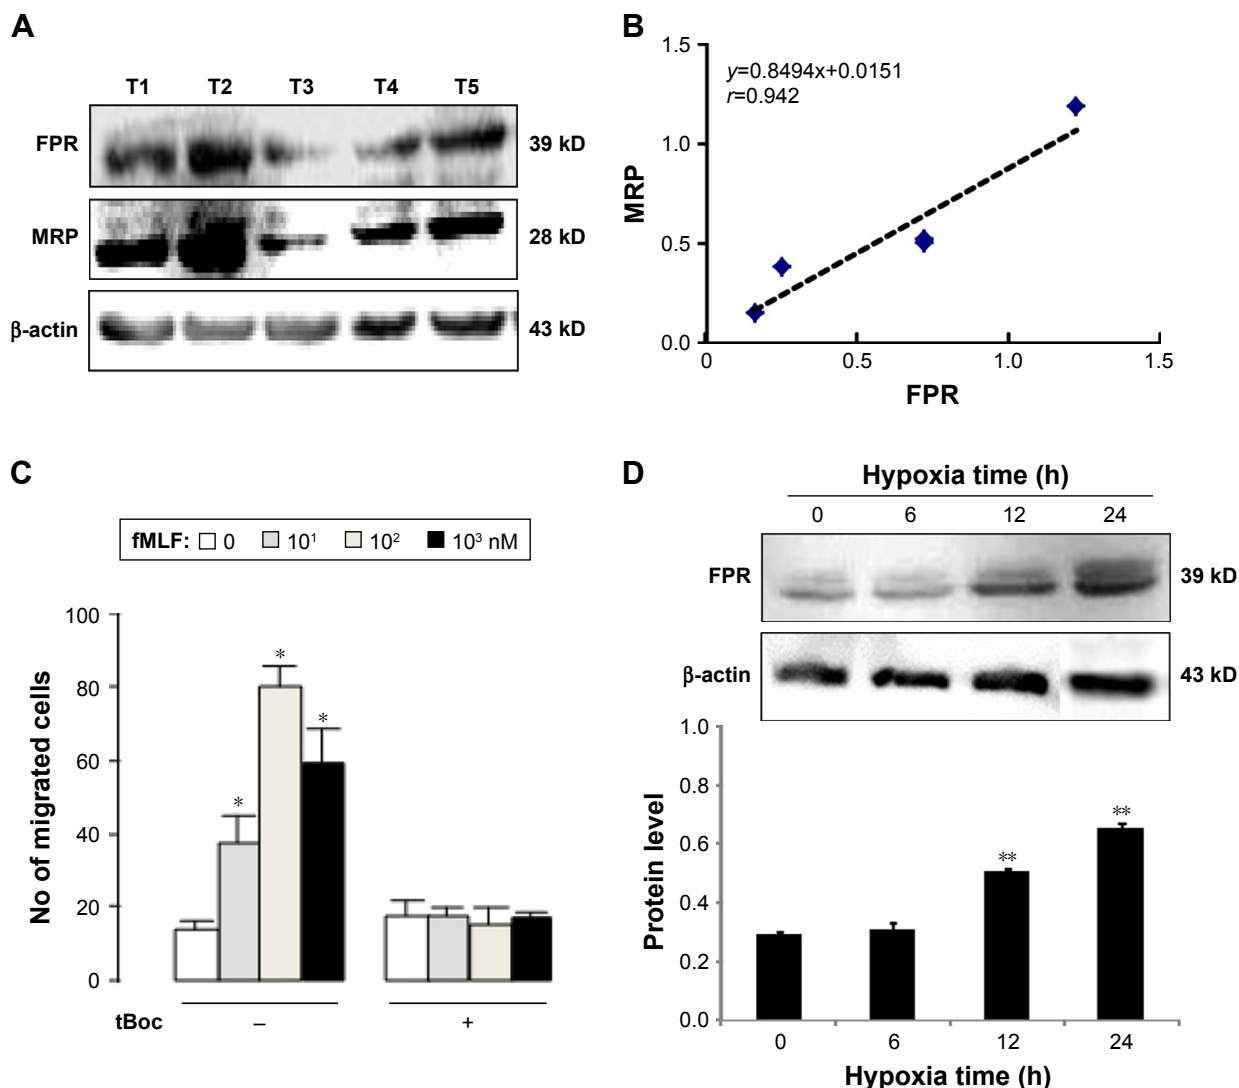 A
T1 T2 T3 T4 T5
FPR 39 kD
MRP 28 kD
β-actin 43 kD
B
1.5
y=0.8494x+0.0151
r=0.942
1.0
MRP
0.5
0.0
0 0.5 1.0 1.5
FPR
C
fMLF: 0 10¹ 10² 10³ nM
100
80
60
40
20
0
No of migrated cells
* * *
tBoc – +
D
Hypoxia time (h)
0 6 12 24
FPR 39 kD
β-actin 43 kD
1.0
0.8
0.6
0.4
0.2
0.0
Protein level
** **
0 6 12 24
Hypoxia time (h)